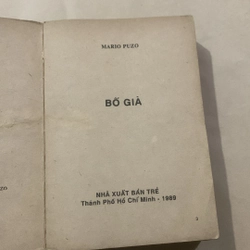 MARIO PUZO
BỐ GIÀ
NHÀ XUẤT BẢN TRẺ
Thành Phố Hồ Chí Minh - 1989